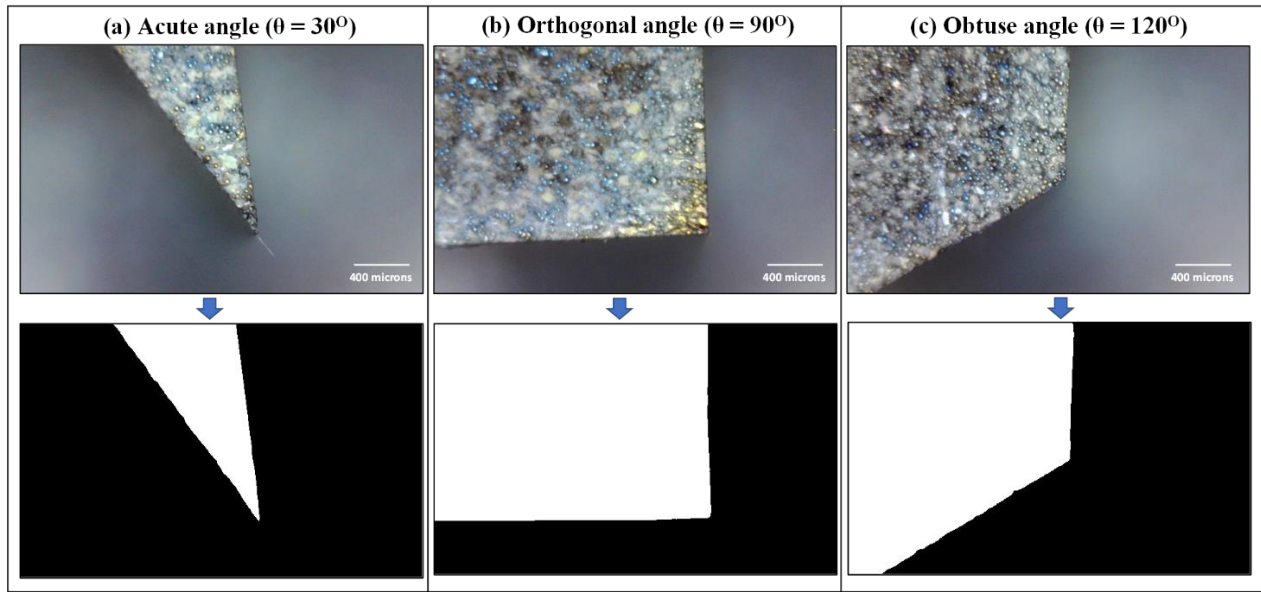 (a) Acute angle (θ = 30^O)
(b) Orthogonal angle (θ = 90^O)
(c) Obtuse angle (θ = 120^O)
400 microns
400 microns
400 microns